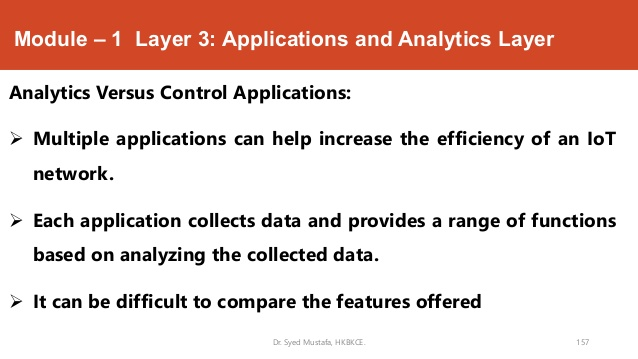 Module – 1  Layer 3: Applications and Analytics Layer
Analytics Versus Control Applications:
➢ Multiple applications can help increase the efficiency of an IoT
network.
➢ Each application collects data and provides a range of functions
based on analyzing the collected data.
➢ It can be difficult to compare the features offered
Dr. Syed Mustafa, HKBKCE. 157